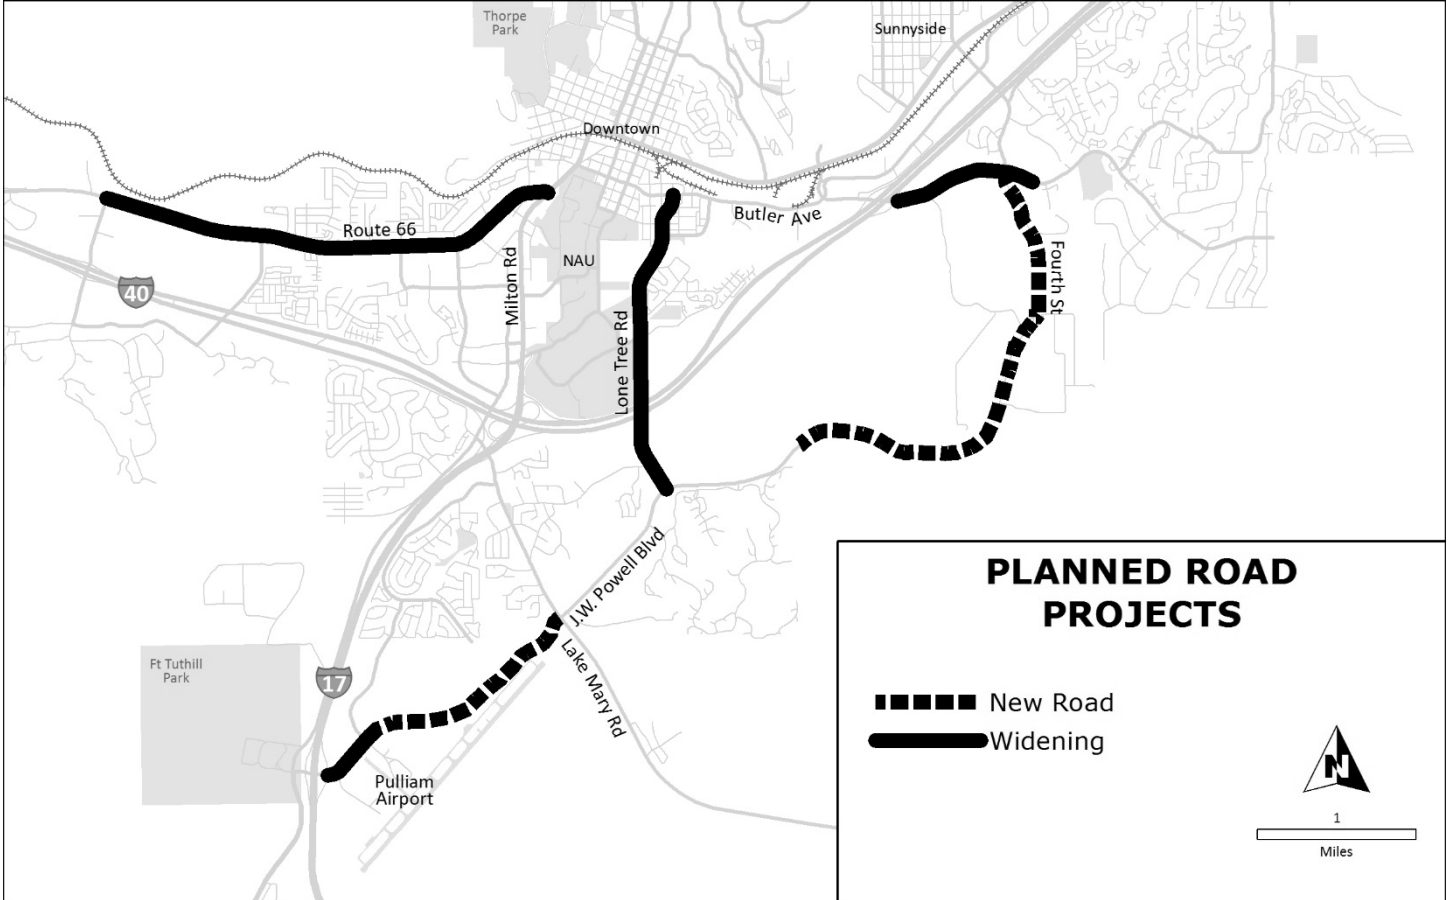 Thorpe
Park
Sunnyside
Downtown
Butler Ave
Route 66
NAU
Milton Rd
Fourth St
40
Lone Tree Rd
J.W. Powell Blvd
Lake Mary Rd
Ft Tuthill
Park
17
Pulliam
Airport
PLANNED ROAD
PROJECTS
New Road
Widening
N
1
Miles